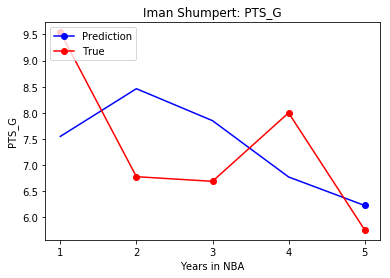 Iman Shumpert: PTS_G
Prediction
True
PTS_G
9.5
9.0
8.5
8.0
7.5
7.0
6.5
6.0
1 2 3 4 5
Years in NBA